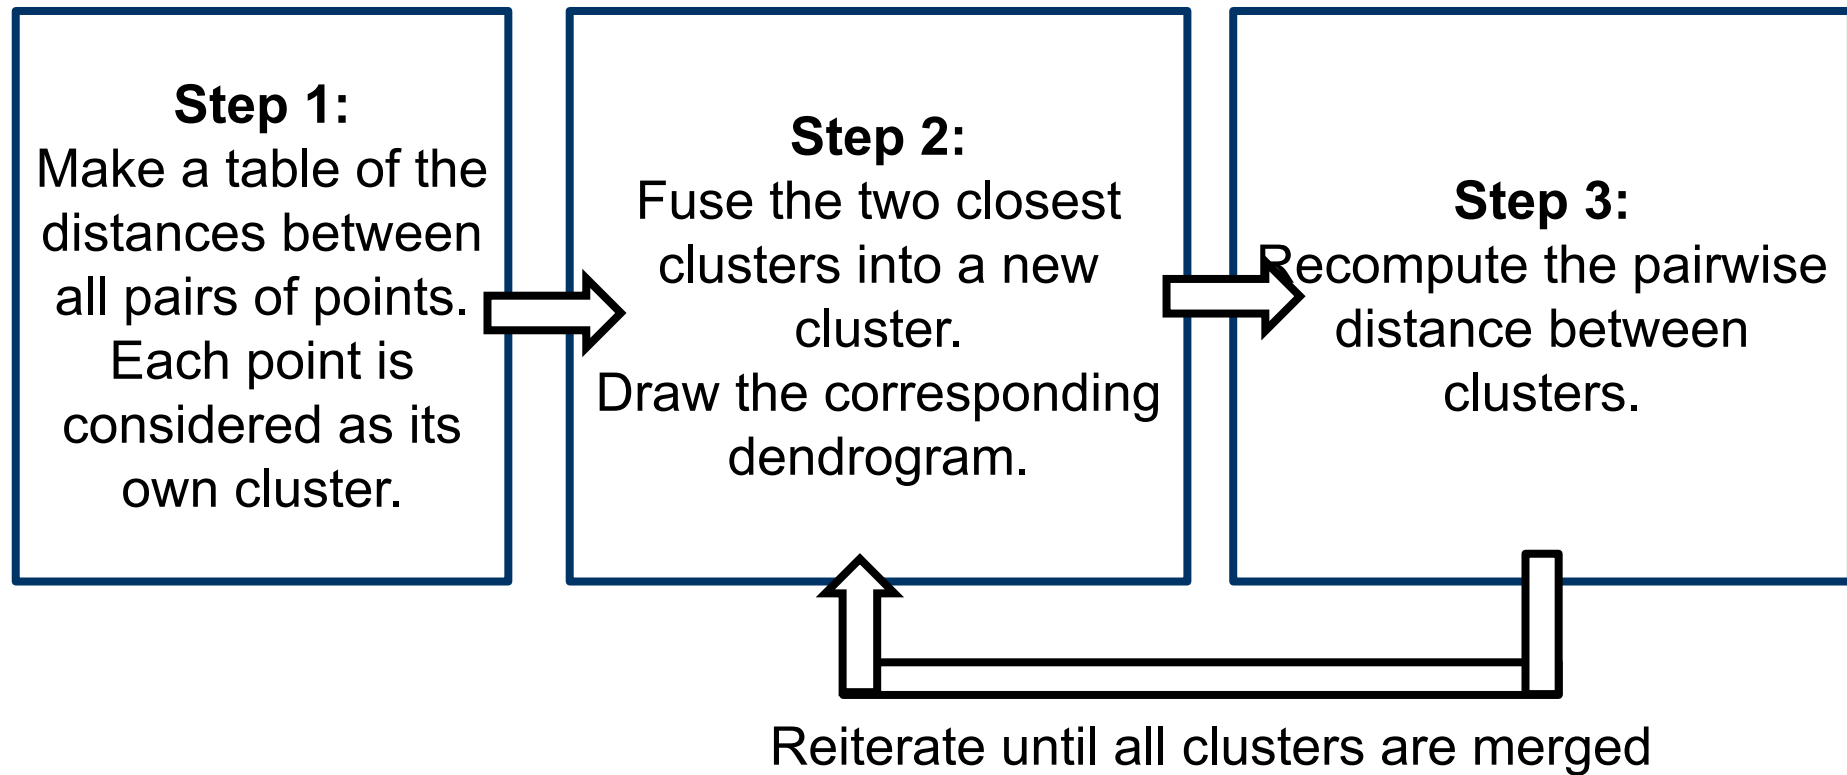 Step 1:
Make a table of the
distances between
all pairs of points.
Each point is
considered as its
own cluster.
Step 2:
Fuse the two closest
clusters into a new
cluster.
Draw the corresponding
dendrogram.
Step 3:
Recompute the pairwise
distance between
clusters.
Reiterate until all clusters are merged